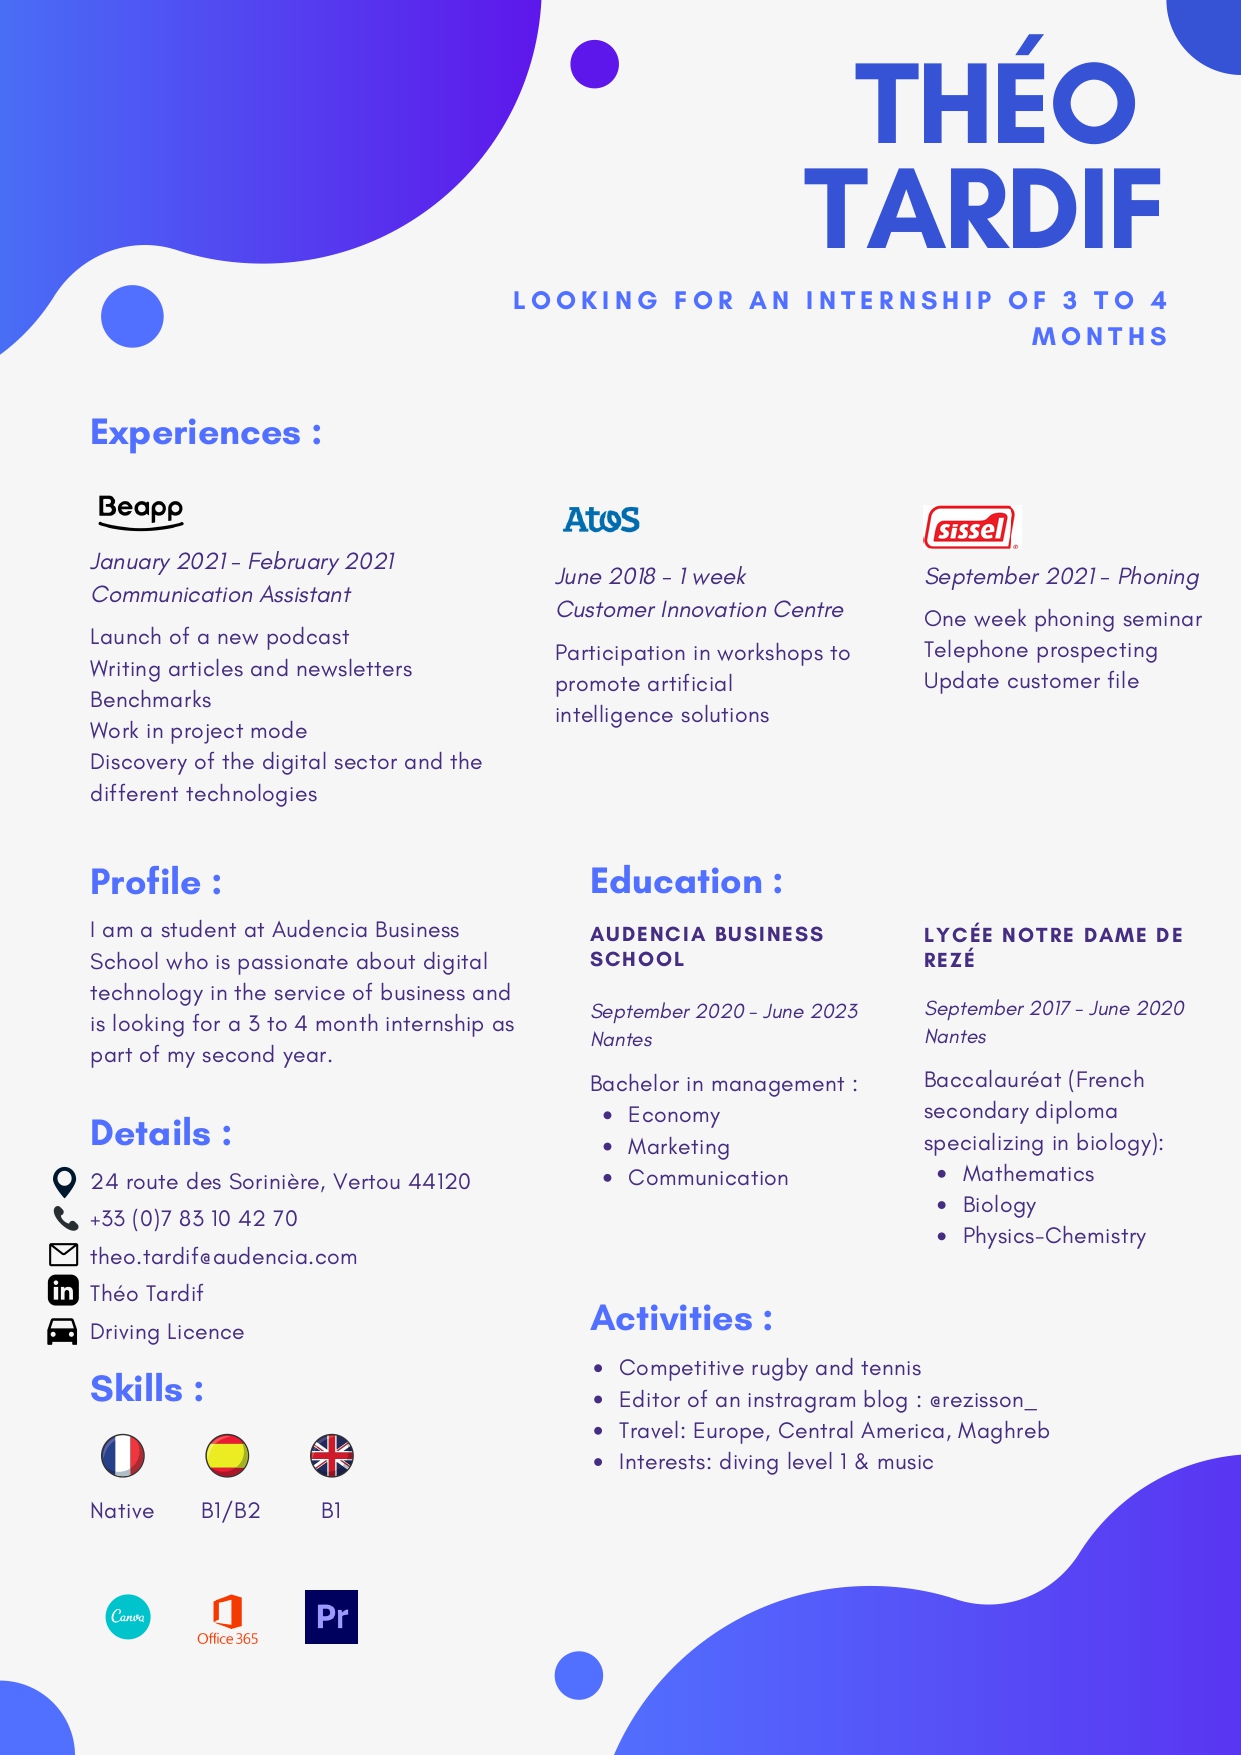 THÉO
TARDIF
LOOKING FOR AN INTERNSHIP OF 3 TO 4
MONTHS
Experiences :
Beapp
January 2021 - February 2021
Communication Assistant
Launch of a new podcast
Writing articles and newsletters
Benchmarks
Work in project mode
Discovery of the digital sector and the
different technologies
Atos
June 2018 - 1 week
Customer Innovation Centre
Participation in workshops to
promote artificial
intelligence solutions
sissel®
September 2021 - Phoning
One week phoning seminar
Telephone prospecting
Update customer file
Profile :
I am a student at Audencia Business
School who is passionate about digital
technology in the service of business and
is looking for a 3 to 4 month internship as
part of my second year.
Details :
24 route des Sorinière, Vertou 44120
+33 (0)7 83 10 42 70
theo.tardif@audencia.com
in Théo Tardif
Driving Licence
Skills :
Native B1/B2 B1
Canva Office 365 Pr
Education :
AUDENCIA BUSINESS
SCHOOL
September 2020 - June 2023
Nantes
Bachelor in management :
• Economy
• Marketing
• Communication
LYCÉE NOTRE DAME DE
REZÉ
September 2017 - June 2020
Nantes
Baccalauréat (French
secondary diploma
specializing in biology):
• Mathematics
• Biology
• Physics-Chemistry
Activities :
• Competitive rugby and tennis
• Editor of an instragram blog : @rezisson_
• Travel: Europe, Central America, Maghreb
• Interests: diving level 1 & music